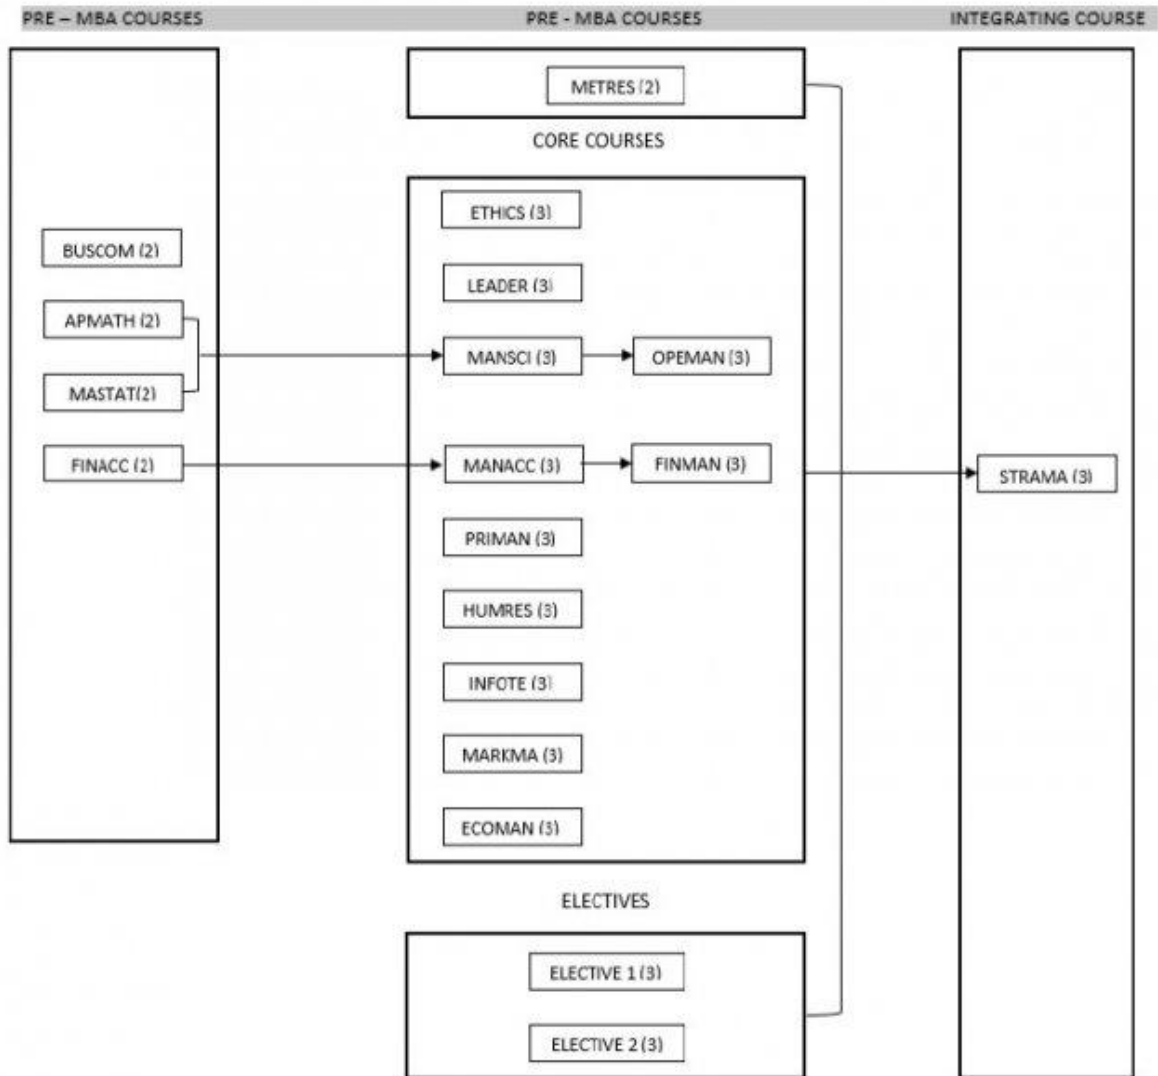 PRE – MBA COURSES
PRE - MBA COURSES
INTEGRATING COURSE
METRES (2)
CORE COURSES
ETHICS (3)
BUSCOM (2)
LEADER (3)
APMATH (2)
MANSCI (3)
OPEMAN (3)
MASTAT(2)
FINACC (2)
MANACC (3)
FINMAN (3)
STRAMA (3)
PRIMAN (3)
HUMRES (3)
INFOTE (3)
MARKMA (3)
ECOMAN (3)
ELECTIVES
ELECTIVE 1 (3)
ELECTIVE 2 (3)